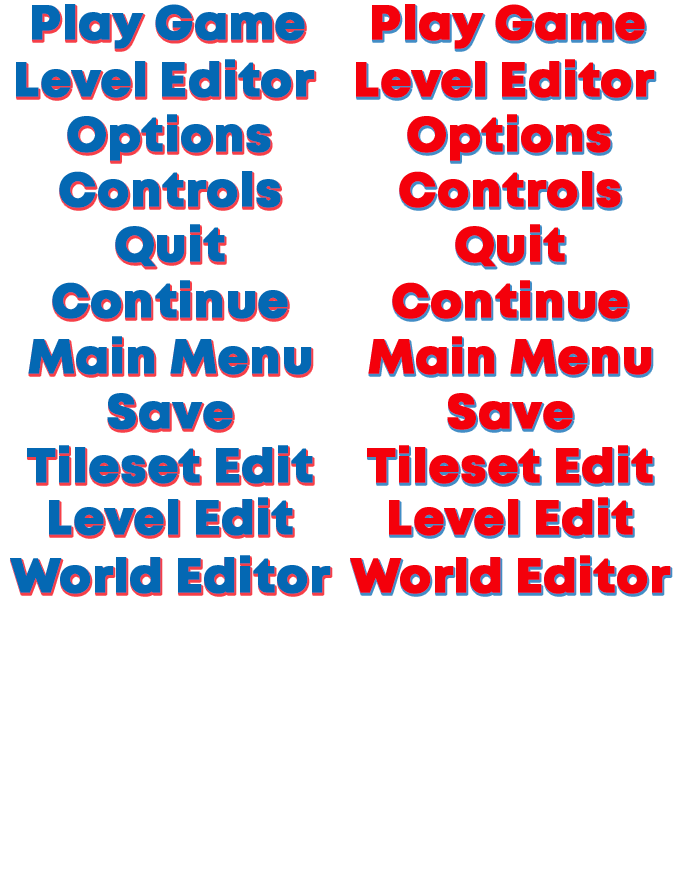 Play Game Play Game
Level Editor Level Editor
Options Options
Controls Controls
Quit Quit
Continue Continue
Main Menu Main Menu
Save Save
Tileset Edit Tileset Edit
Level Edit Level Edit
World Editor World Editor